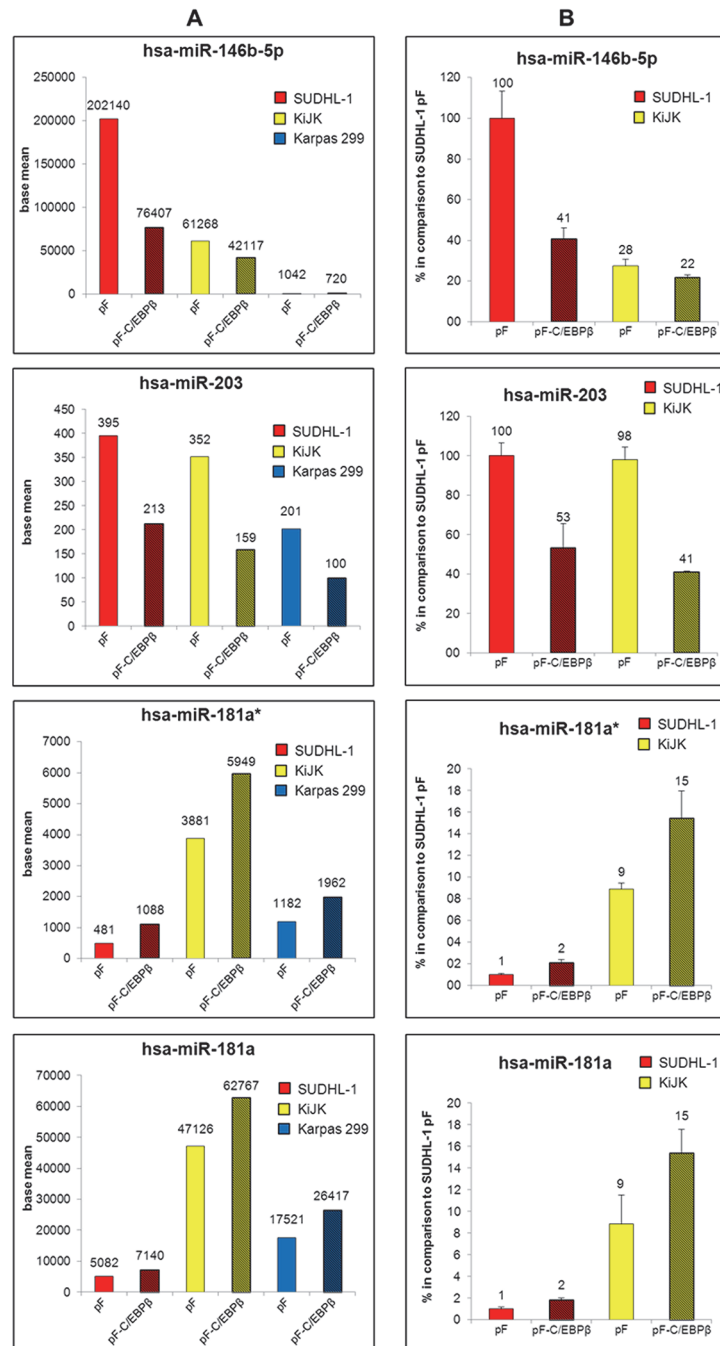 A
B
hsa-miR-146b-5p
250000
200000
150000
100000
50000
0
base mean
202140
76407
61268
42117
1042
720
SUDHL-1
KiJK
Karpas 299
pF
pF-C/EBPβ
pF
pF-C/EBPβ
pF
pF-C/EBPβ
hsa-miR-146b-5p
120
100
80
60
40
20
00
% in comparison to SUDHL-1 pF
100
41
28
22
SUDHL-1
KiJK
pF
pF-C/EBPβ
pF
pF-C/EBPβ
hsa-miR-203
450
400
350
300
250
200
150
100
50
0
base mean
395
213
352
159
201
100
SUDHL-1
KiJK
Karpas 299
pF
pF-C/EBPβ
pF
pF-C/EBPβ
pF
pF-C/EBPβ
hsa-miR-203
120
100
80
60
40
20
00
% in comparison to SUDHL-1 pF
100
53
98
41
SUDHL-1
KiJK
pF
pF-C/EBPβ
pF
pF-C/EBPβ
hsa-miR-181a*
7000
6000
5000
4000
3000
2000
1000
0
base mean
481
1088
3881
5949
1182
1962
SUDHL-1
KiJK
Karpas 299
pF
pF-C/EBPβ
pF
pF-C/EBPβ
pF
pF-C/EBPβ
hsa-miR-181a*
20
18
16
14
12
10
08
06
04
02
00
% in comparison to SUDHL-1 pF
1
2
9
15
SUDHL-1
KiJK
pF
pF-C/EBPβ
pF
pF-C/EBPβ
hsa-miR-181a
70000
60000
50000
40000
30000
20000
10000
0
base mean
5082
7140
47126
62767
17521
26417
SUDHL-1
KiJK
Karpas 299
pF
pF-C/EBPβ
pF
pF-C/EBPβ
pF
pF-C/EBPβ
hsa-miR-181a
20
18
16
14
12
10
8
6
4
2
0
% in comparison to SUDHL-1 pF
1
2
9
15
SUDHL-1
KiJK
pF
pF-C/EBPβ
pF
pF-C/EBPβ